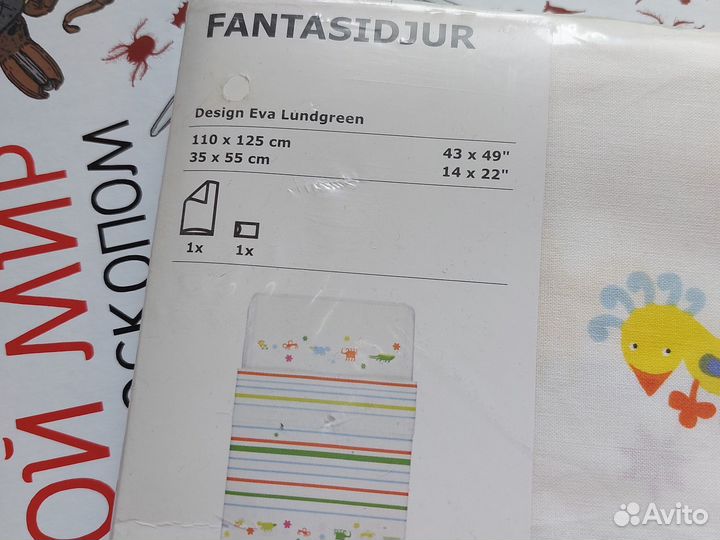 FANTASIDJUR
Design Eva Lundgreen
110 x 125 cm 43 x 49"
35 x 55 cm 14 x 22"
1x 1x
ОЙ МИР
ОСКОПОМ
Avito